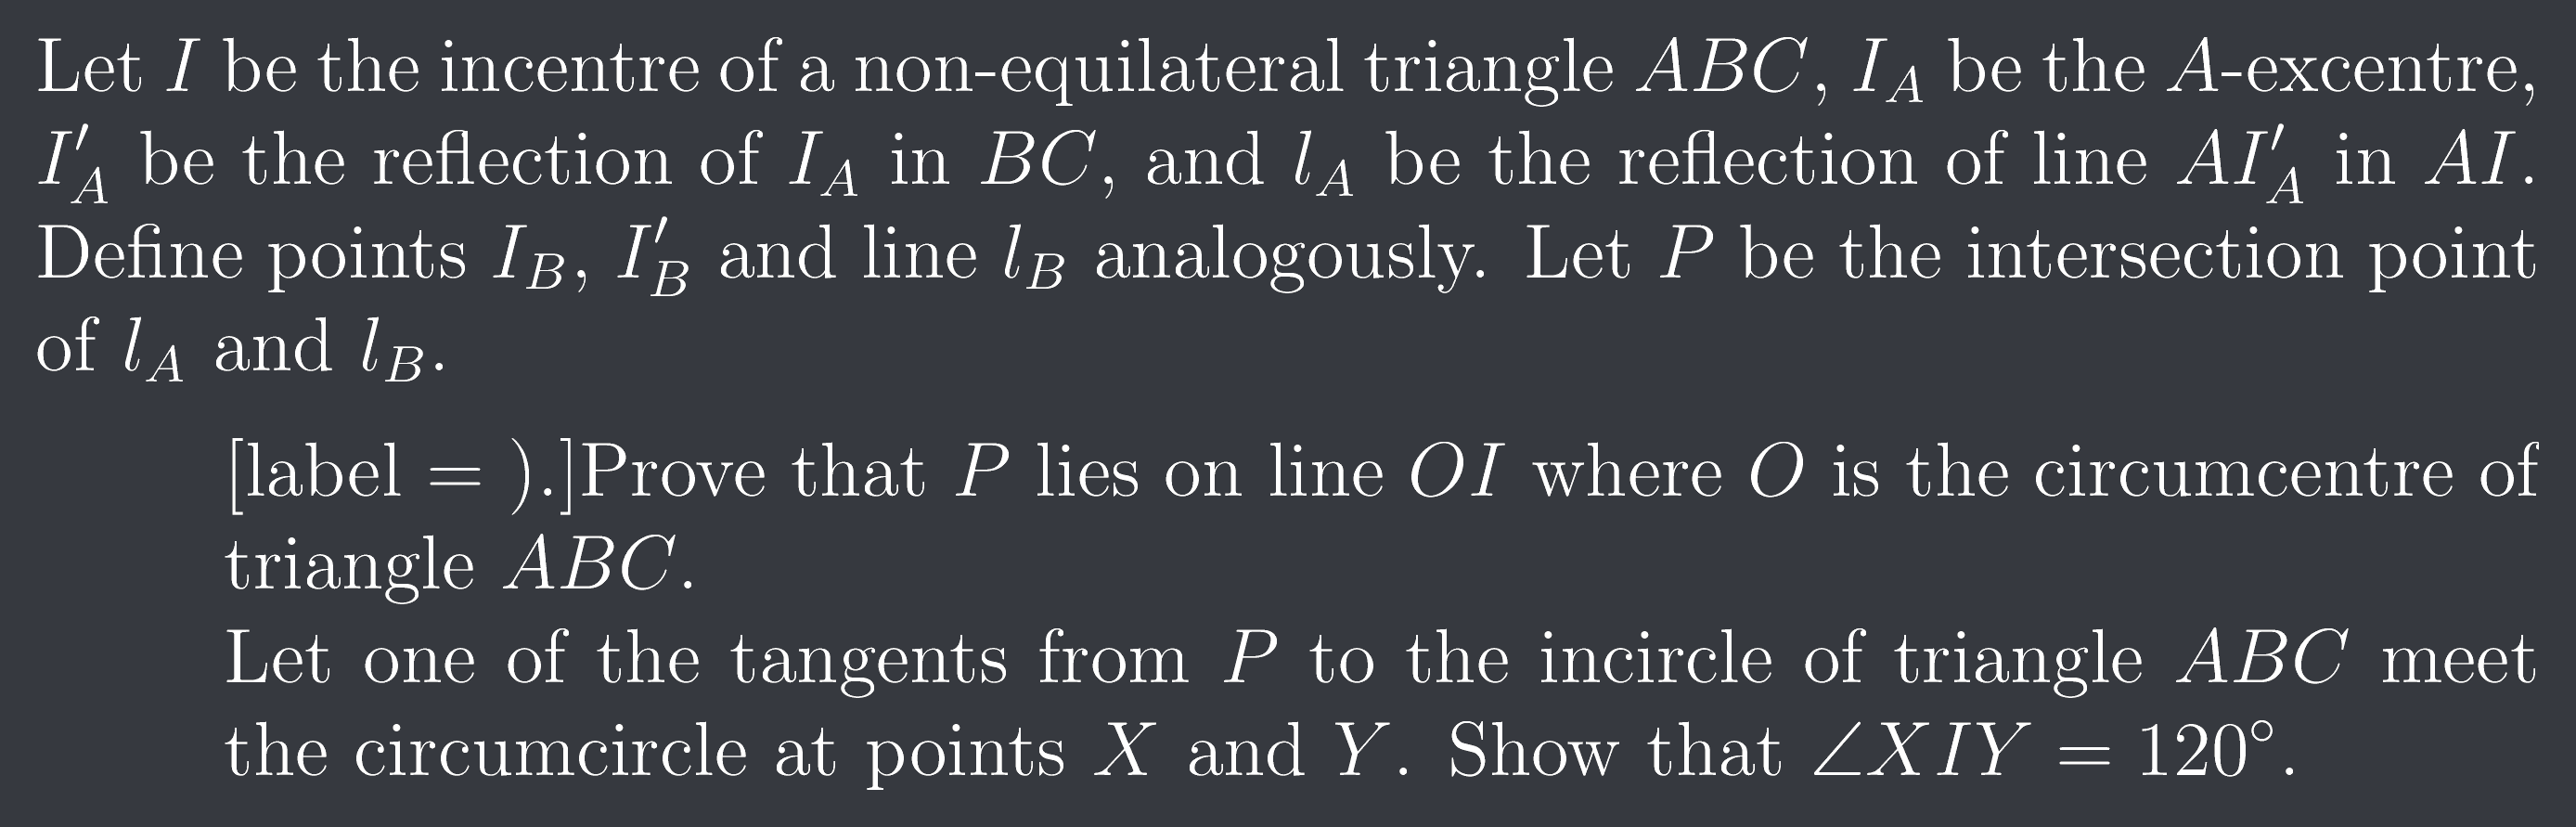 Let I be the incentre of a non-equilateral triangle ABC, I_A be the A-excentre,
I'_A be the reflection of I_A in BC, and l_A be the reflection of line AI'_A in AI.
Define points I_B, I'_B and line l_B analogously. Let P be the intersection point
of l_A and l_B.
[label = ).]Prove that P lies on line OI where O is the circumcentre of
triangle ABC.
Let one of the tangents from P to the incircle of triangle ABC meet
the circumcircle at points X and Y. Show that ∠XIY = 120°.